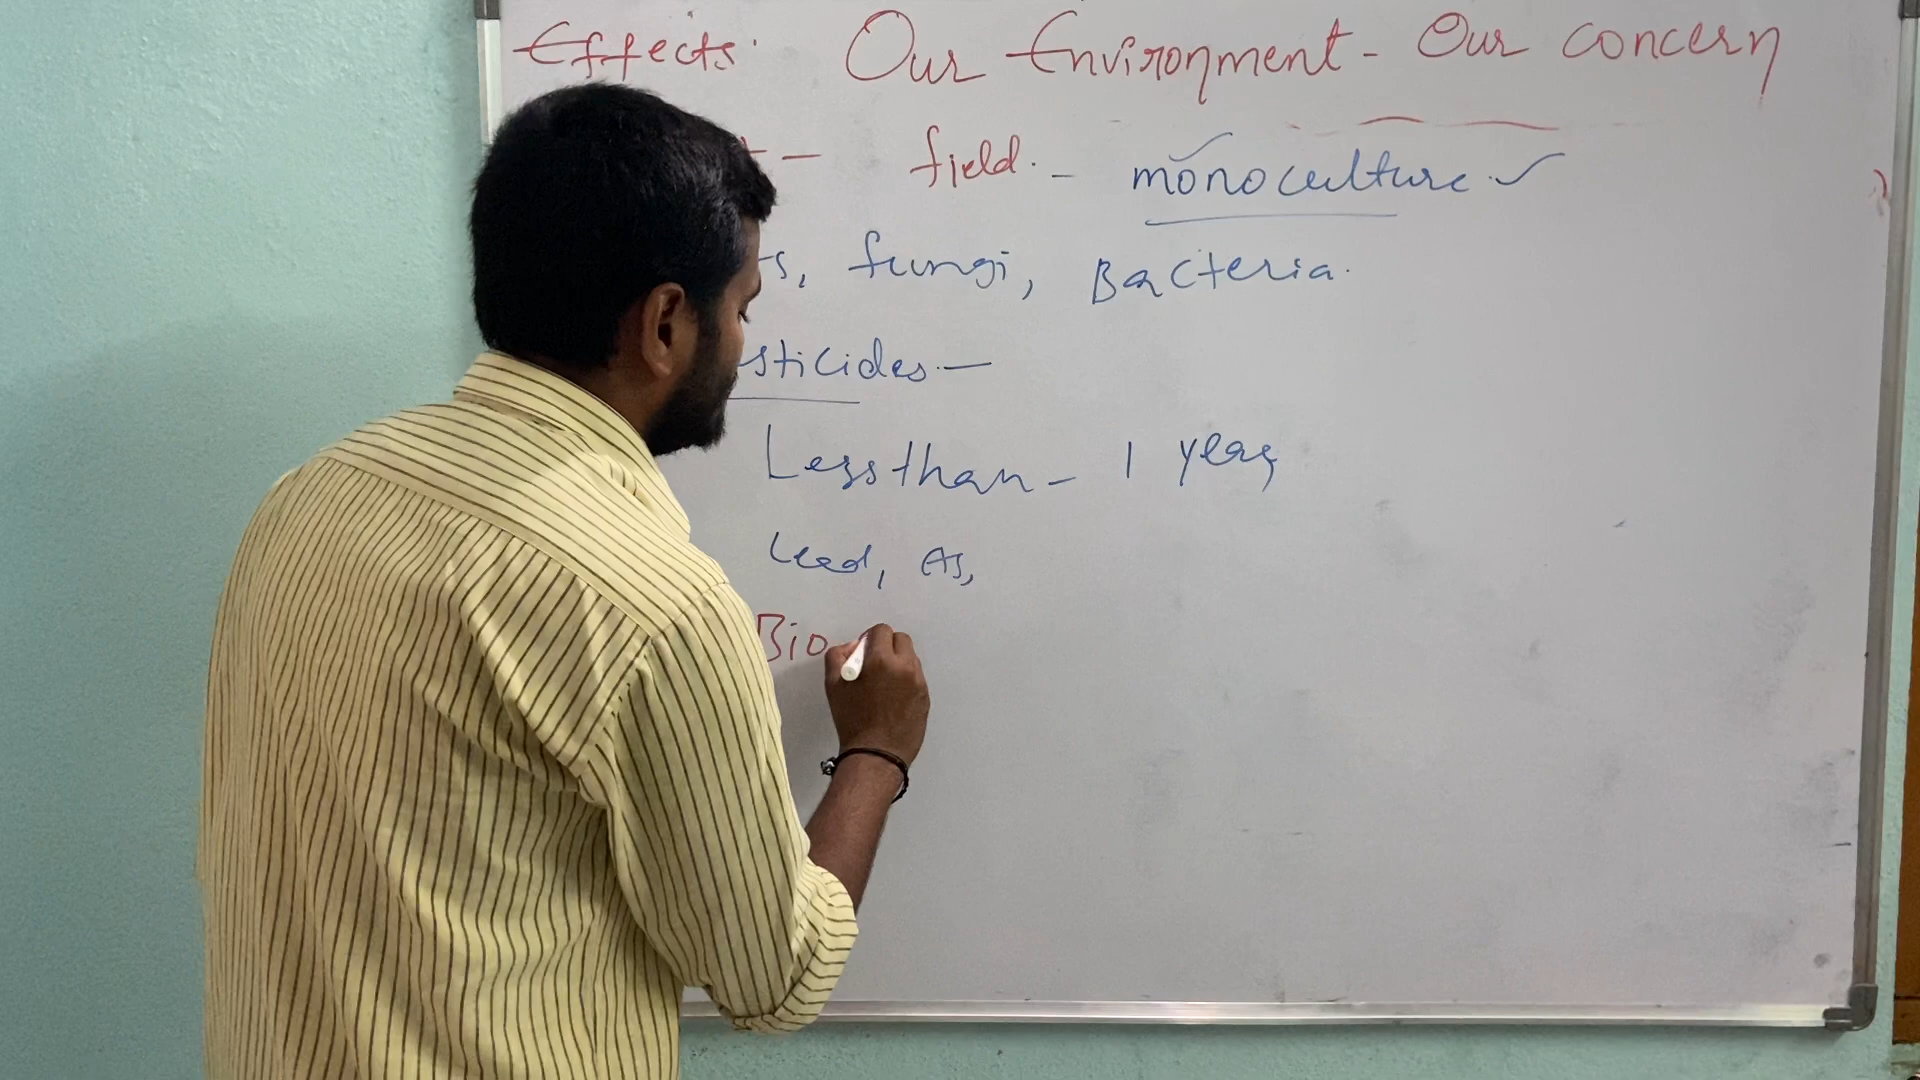 Effects. Our Environment - Our concern
field. - monoculture.
fungi, Bacteria.
sticides. -
Less than - 1 year
Lead, As,
Bio